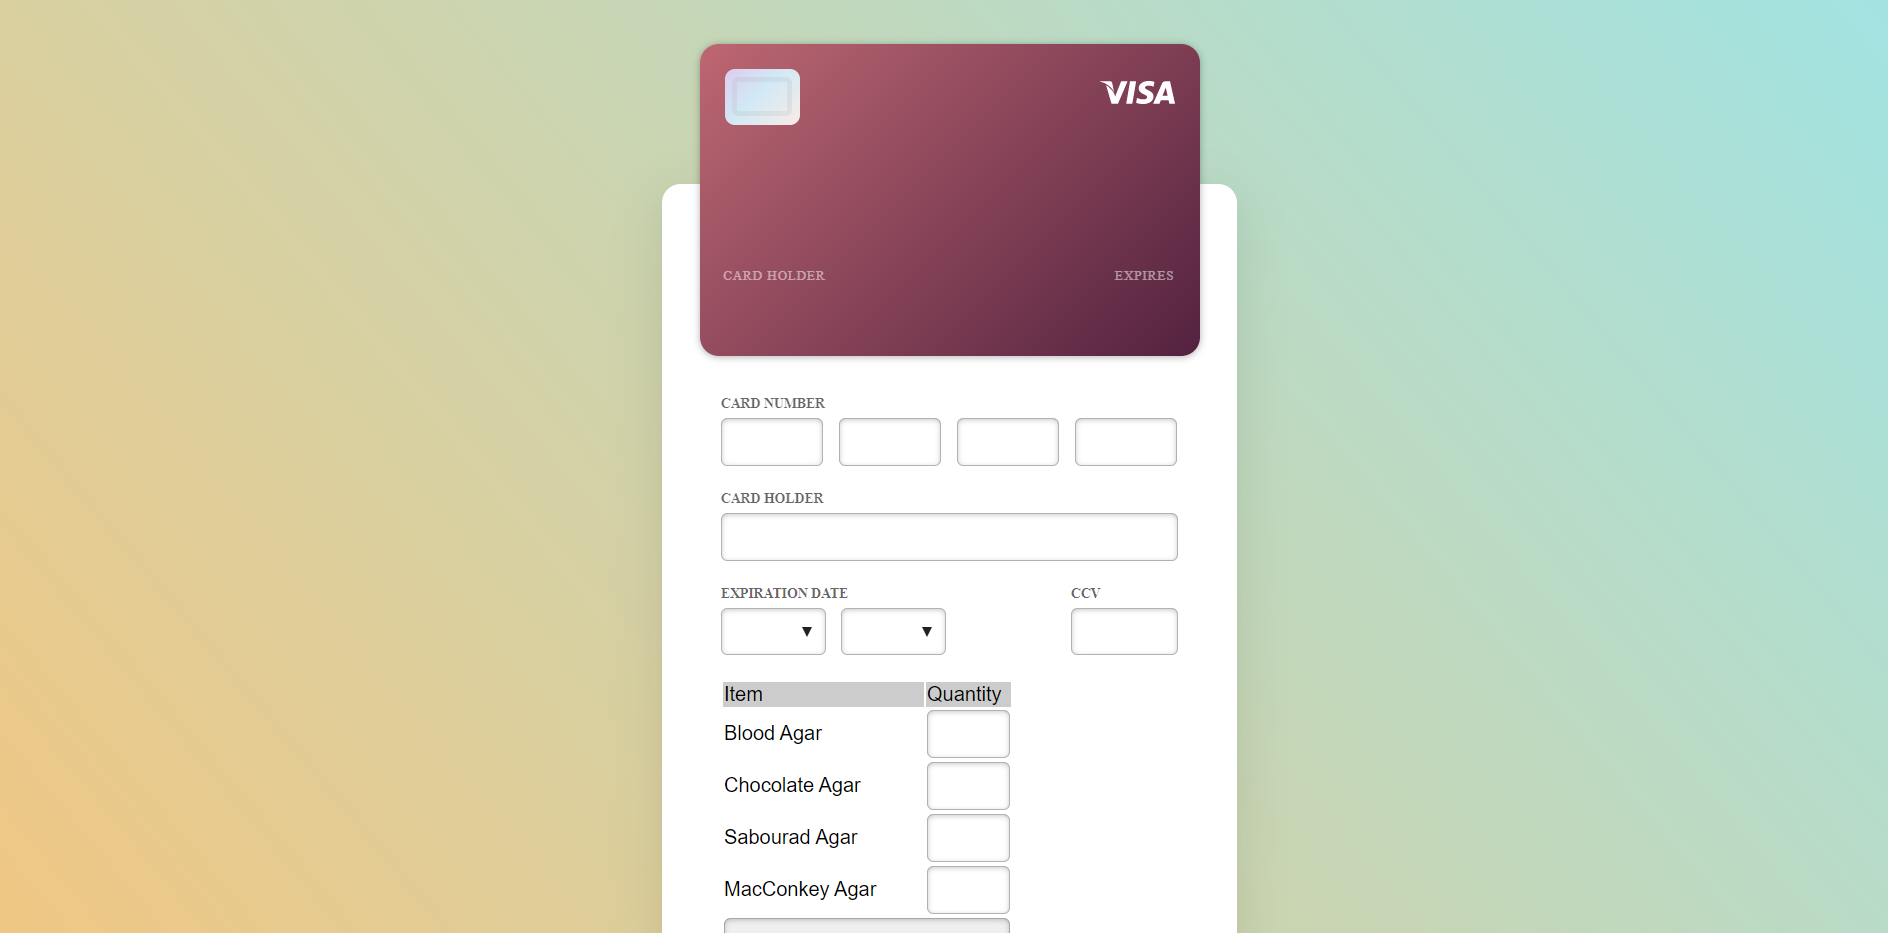 VISA
CARD HOLDER EXPIRES
CARD NUMBER
CARD HOLDER
EXPIRATION DATE CCV
Item Quantity
Blood Agar
Chocolate Agar
Sabourad Agar
MacConkey Agar